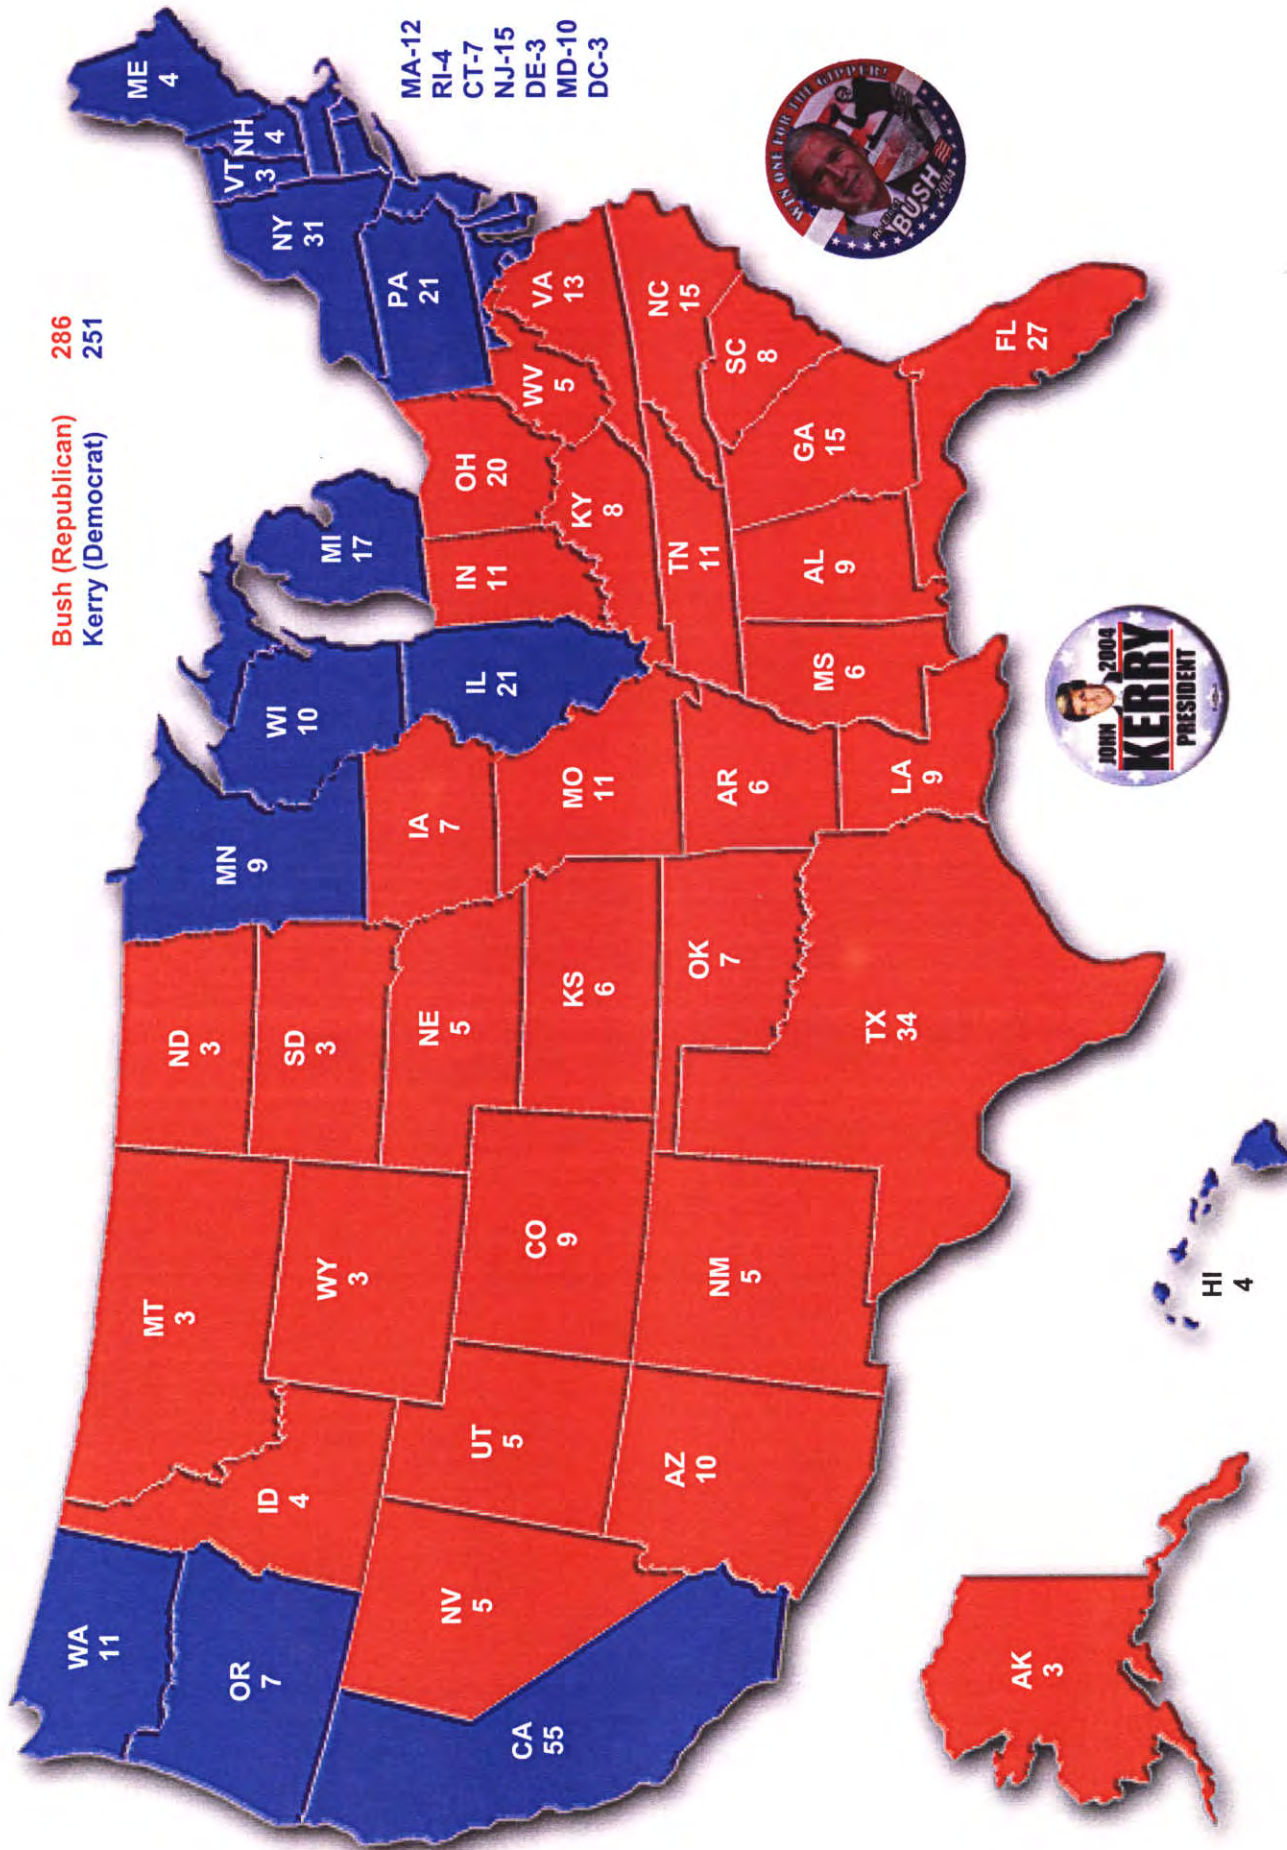 Bush (Republican) 286
Kerry (Democrat) 251
WA
11
OR
7
CA
55
NV
5
ID
4
MT
3
WY
3
UT
5
AZ
10
CO
9
NM
5
ND
3
SD
3
NE
5
KS
6
OK
7
TX
34
MN
9
IA
7
MO
11
AR
6
LA
9
WI
10
IL
21
MI
17
IN
11
OH
20
KY
8
TN
11
MS
6
AL
9
GA
15
FL
27
SC
8
NC
15
VA
13
WV
5
PA
21
NY
31
VT
3
NH
4
ME
4
MA-12
RI-4
CT-7
NJ-15
DE-3
MD-10
DC-3
AK
3
HI
4
JOHN 2004
KERRY
PRESIDENT
WIN ONE FOR THE GIPPER!
BUSH
2004